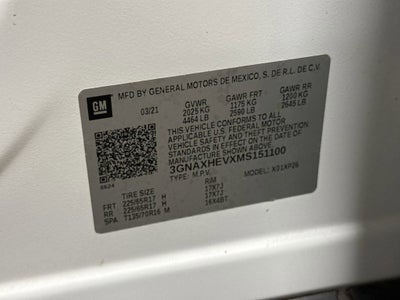 GM
MFD BY GENERAL MOTORS DE MEXICO, S. DE R.L. DE C.V.
03/21 GVWR GAWR FRT GAWR RR
2025 KG 1175 KG 1200 KG
4464 LB 2590 LB 2645 LB
THIS VEHICLE CONFORMS TO ALL
APPLICABLE U.S. FEDERAL MOTOR
VEHICLE SAFETY AND THEFT PREVENTION
STANDARDS IN EFFECT ON THE DATE OF
MANUFACTURE SHOWN ABOVE.
3GNAXHEVXMS151100
TYPE: M.P.V. MODEL: X31XP26
TIRE SIZE RIM
FRT 225/65R17 H 17X7J
RR 225/65R17 H 17X7J
SPA T135/70R16 M 16X4BT